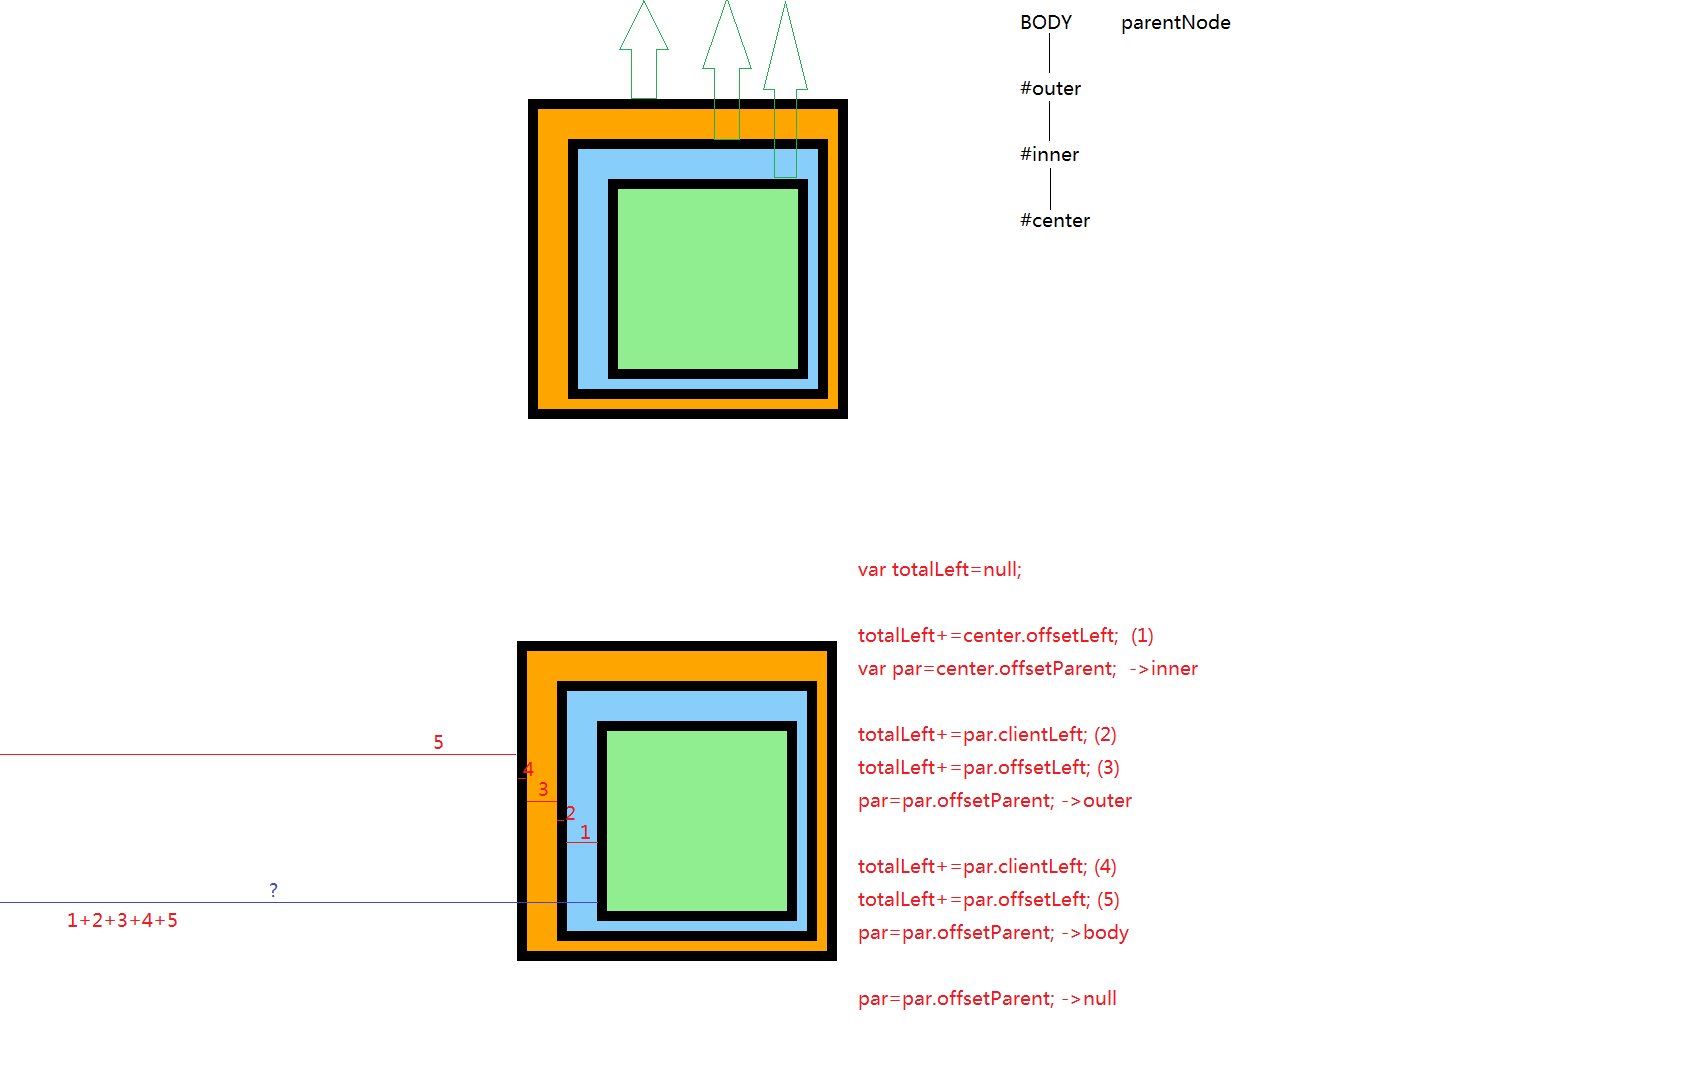 BODY parentNode
#outer
#inner
#center
var totalLeft=null;
totalLeft+=center.offsetLeft; (1)
var par=center.offsetParent; ->inner
totalLeft+=par.clientLeft; (2)
totalLeft+=par.offsetLeft; (3)
par=par.offsetParent; ->outer
totalLeft+=par.clientLeft; (4)
totalLeft+=par.offsetLeft; (5)
par=par.offsetParent; ->body
par=par.offsetParent; ->null
5
4
3
2
1
?
1+2+3+4+5